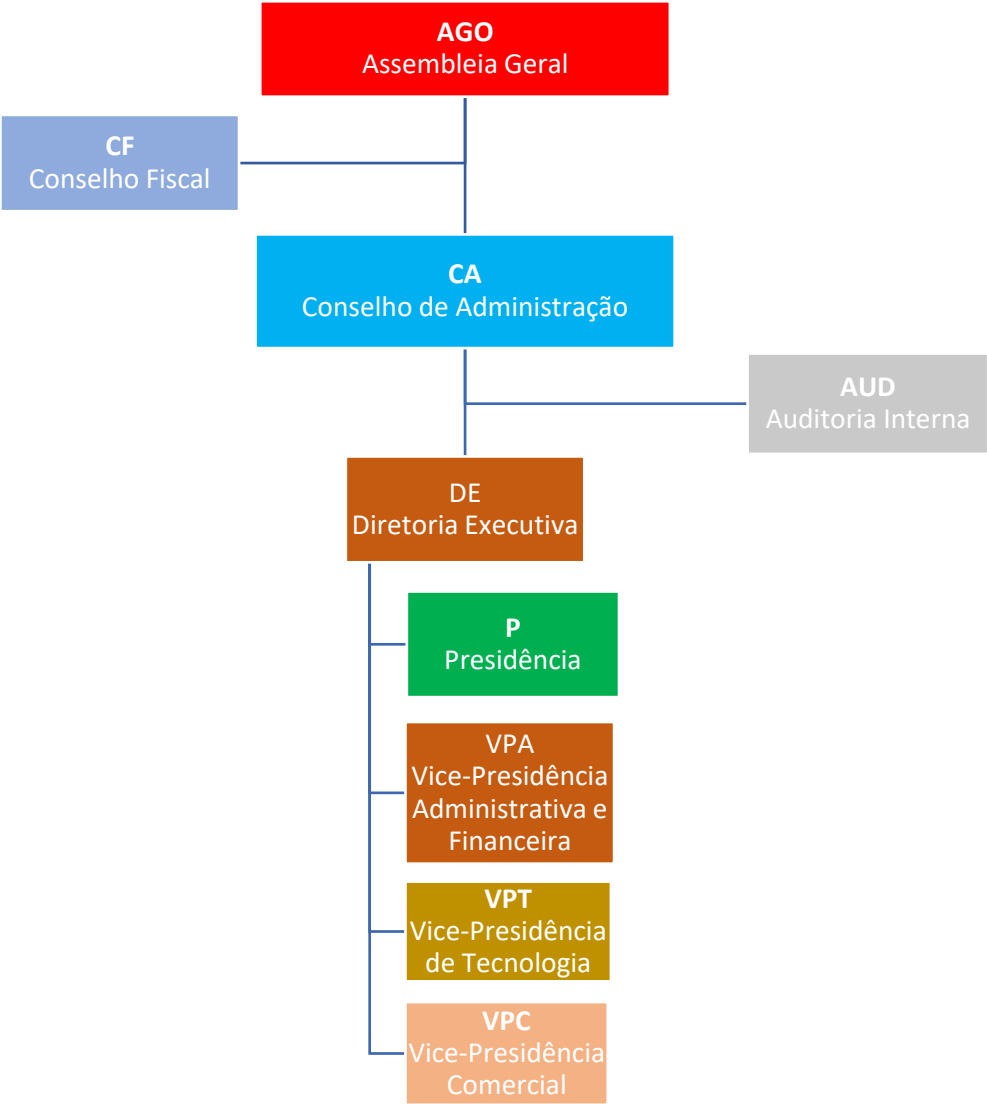 AGO
Assembleia Geral
CF
Conselho Fiscal
CA
Conselho de Administração
AUD
Auditoria Interna
DE
Diretoria Executiva
P
Presidência
VPA
Vice-Presidência
Administrativa e
Financeira
VPT
Vice-Presidência
de Tecnologia
VPC
Vice-Presidência
Comercial